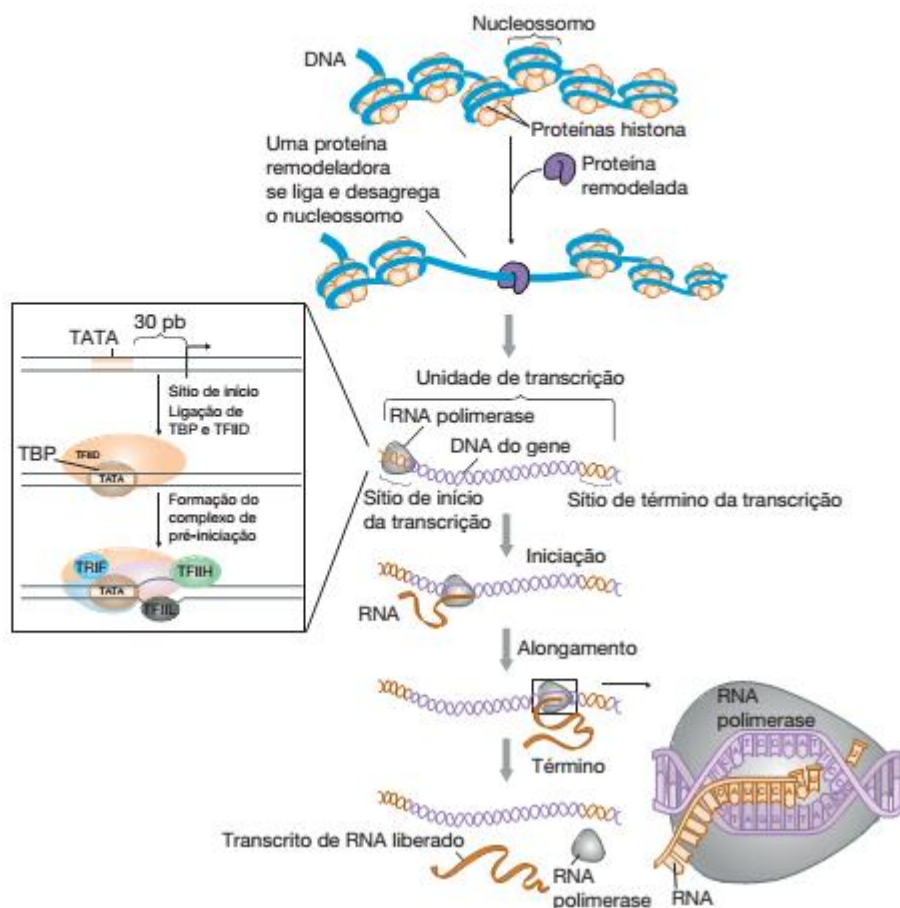 Nucleossomo
DNA
Proteínas histona
Uma proteína
remodeladora
se liga e desagrega
o nucleossomo
Proteína
remodelada
30 pb
TATA
Sítio de início
Ligação de
TBP e TFIID
TBP
TFIID
TATA
Formação do
complexo de
pré-iniciação
TRIF
TFIIH
TATA
TFIIL
Unidade de transcrição
RNA polimerase
DNA do gene
Sítio de início
da transcrição
Sítio de término da transcrição
Iniciação
RNA
Alongamento
RNA
polimerase
Término
Transcrito de RNA liberado
RNA
polimerase
RNA